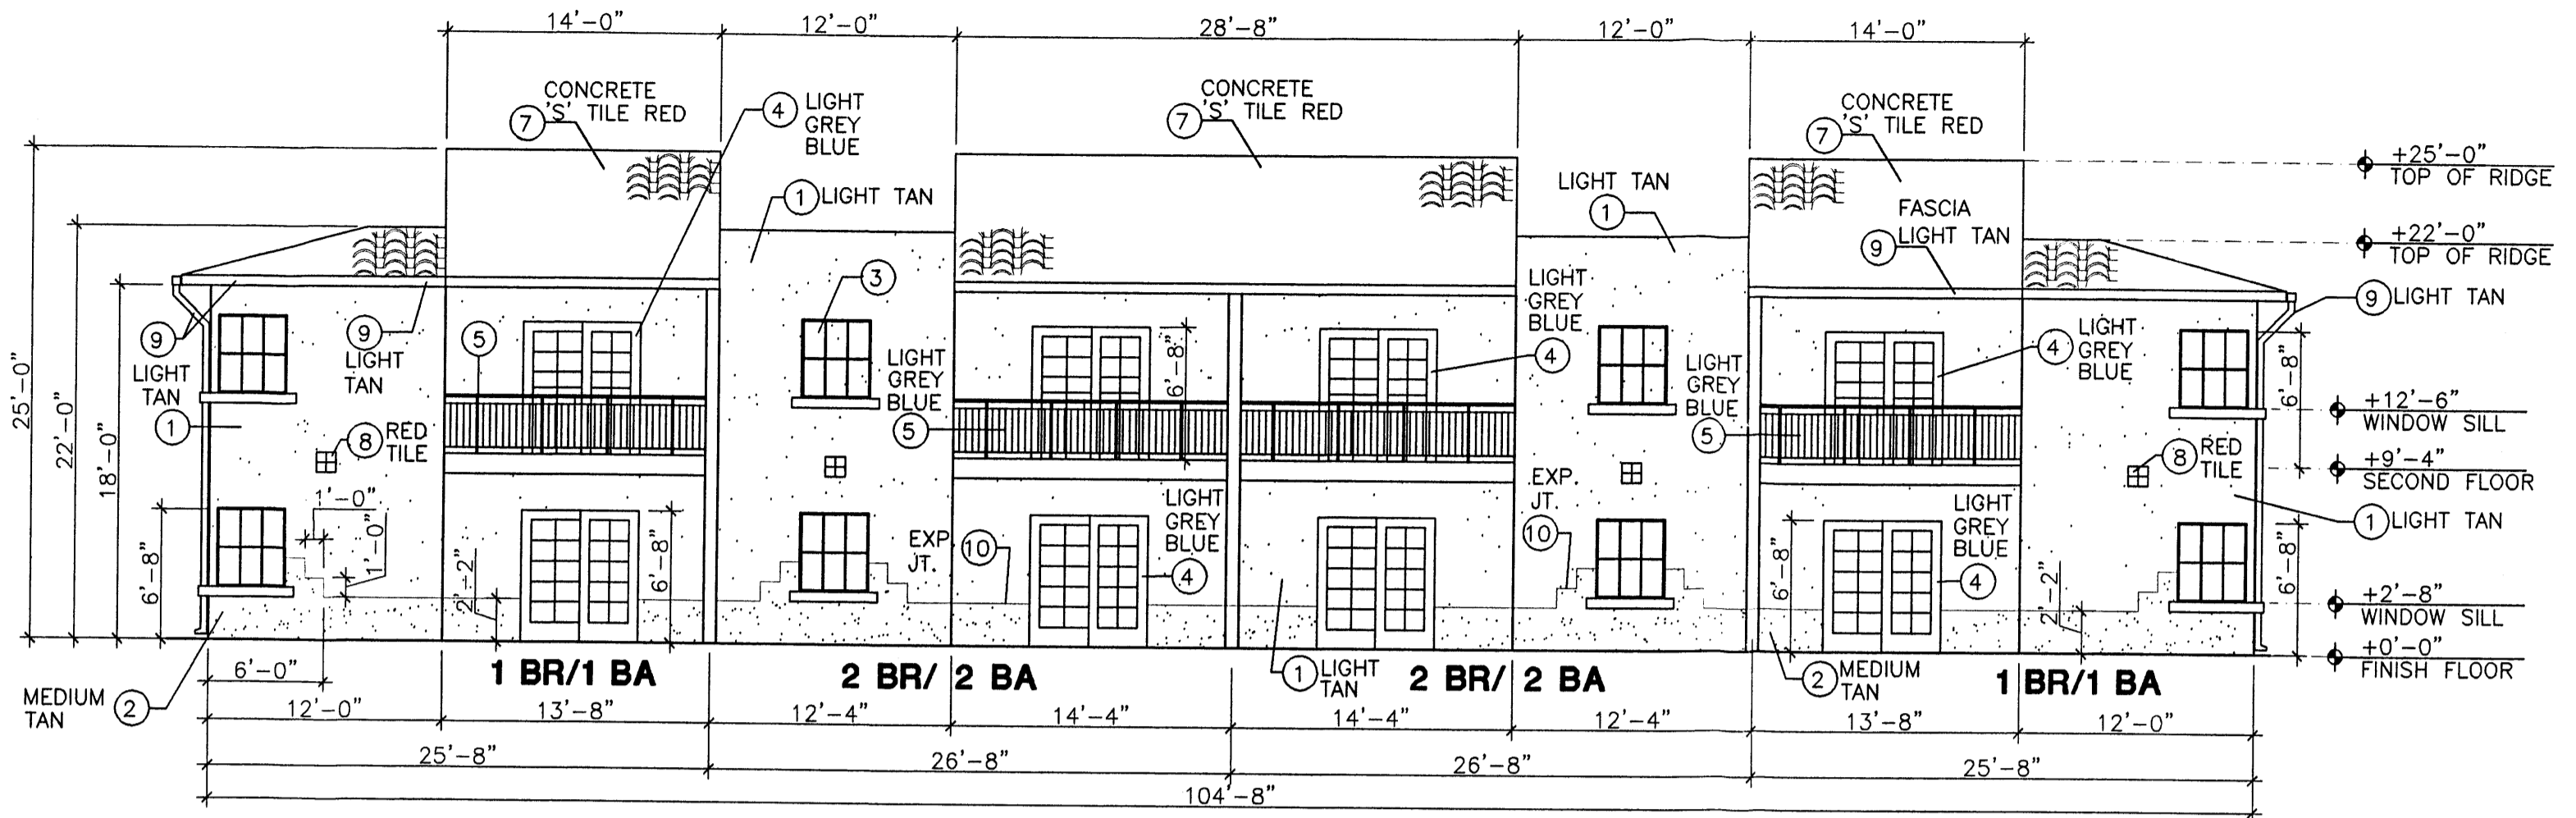 14'-0"
12'-0"
28'-8"
12'-0"
14'-0"
CONCRETE
7 'S' TILE RED
4 LIGHT
GREY
BLUE
CONCRETE
7 'S' TILE RED
CONCRETE
7 'S' TILE RED
+25'-0"
TOP OF RIDGE
1 LIGHT TAN
LIGHT TAN
1
FASCIA
LIGHT TAN
9
+22'-0"
TOP OF RIDGE
25'-0"
22'-0"
18'-0"
6'-8"
9
LIGHT
TAN
1
9
LIGHT
TAN
5
3
LIGHT
GREY
BLUE
5
6'-8"
LIGHT
GREY
BLUE
4
LIGHT
GREY
BLUE
5
4 LIGHT
GREY
BLUE
9 LIGHT TAN
6'-8"
+12'-6"
WINDOW SILL
8 RED
TILE
8 RED
TILE
+9'-4"
SECOND FLOOR
1'-0"
1'-0"
2'-2"
6'-8"
EXP.
JT.
10
LIGHT
GREY
BLUE
4
EXP.
JT.
10
6'-8"
LIGHT
GREY
BLUE
4
2'-2"
1 LIGHT TAN
6'-8"
+2'-8"
WINDOW SILL
+0'-0"
FINISH FLOOR
MEDIUM
TAN 2
6'-0"
1 BR/1 BA
2 BR/ 2 BA
1 LIGHT
TAN
2 BR/ 2 BA
2 MEDIUM
TAN
1 BR/1 BA
12'-0"
13'-8"
12'-4"
14'-4"
14'-4"
12'-4"
13'-8"
12'-0"
25'-8"
26'-8"
26'-8"
25'-8"
104'-8"